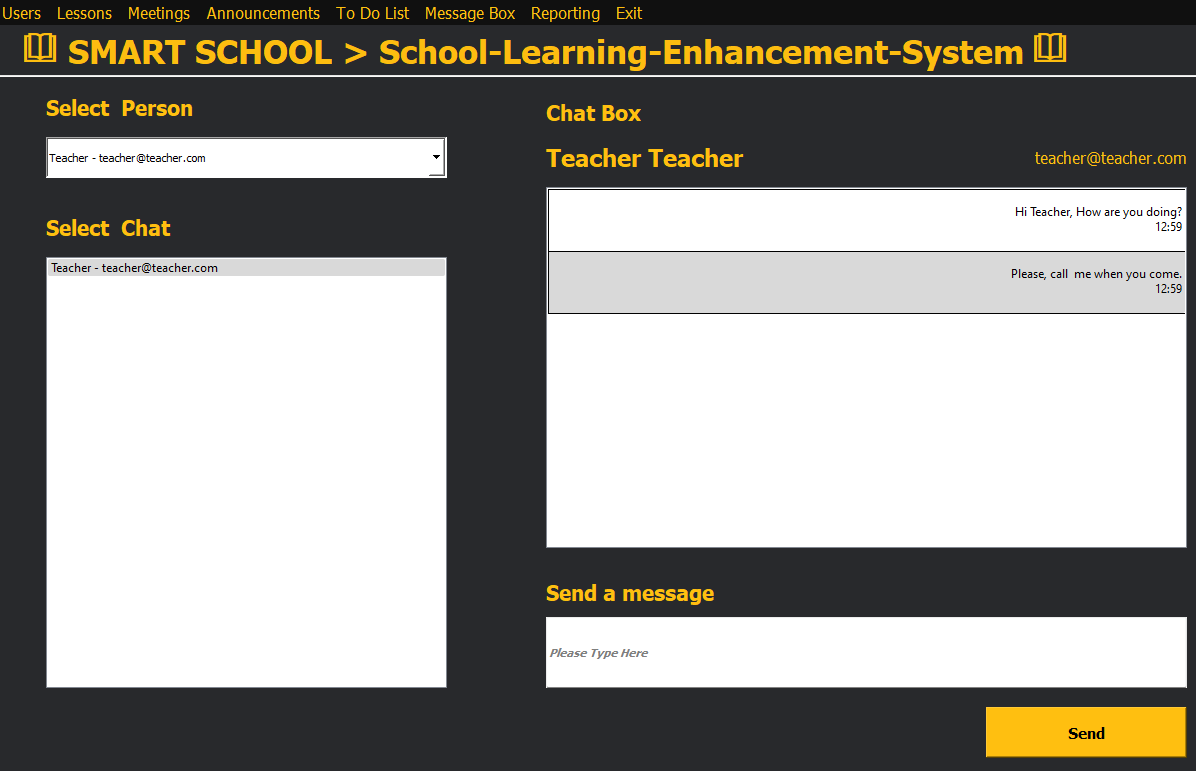 Users Lessons Meetings Announcements To Do List Message Box Reporting Exit
SMART SCHOOL > School-Learning-Enhancement-System
Select Person
Teacher - teacher@teacher.com
Select Chat
Teacher - teacher@teacher.com
Chat Box
Teacher Teacher teacher@teacher.com
Hi Teacher, How are you doing?
12:59
Please, call me when you come.
12:59
Send a message
Please Type Here
Send